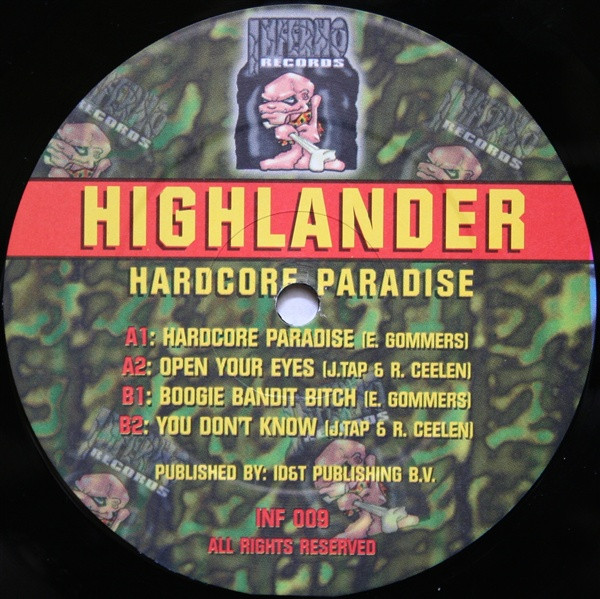 INFERNO
RECORDS
HIGHLANDER
HARDCORE PARADISE
A1: HARDCORE PARADISE (E. GOMMERS)
A2: OPEN YOUR EYES (J.TAP & R. CEELEN)
B1: BOOGIE BANDIT BITCH (E. GOMMERS)
B2: YOU DON'T KNOW (J.TAP & R. CEELEN)
PUBLISHED BY: ID&T PUBLISHING B.V.
INF 009
ALL RIGHTS RESERVED